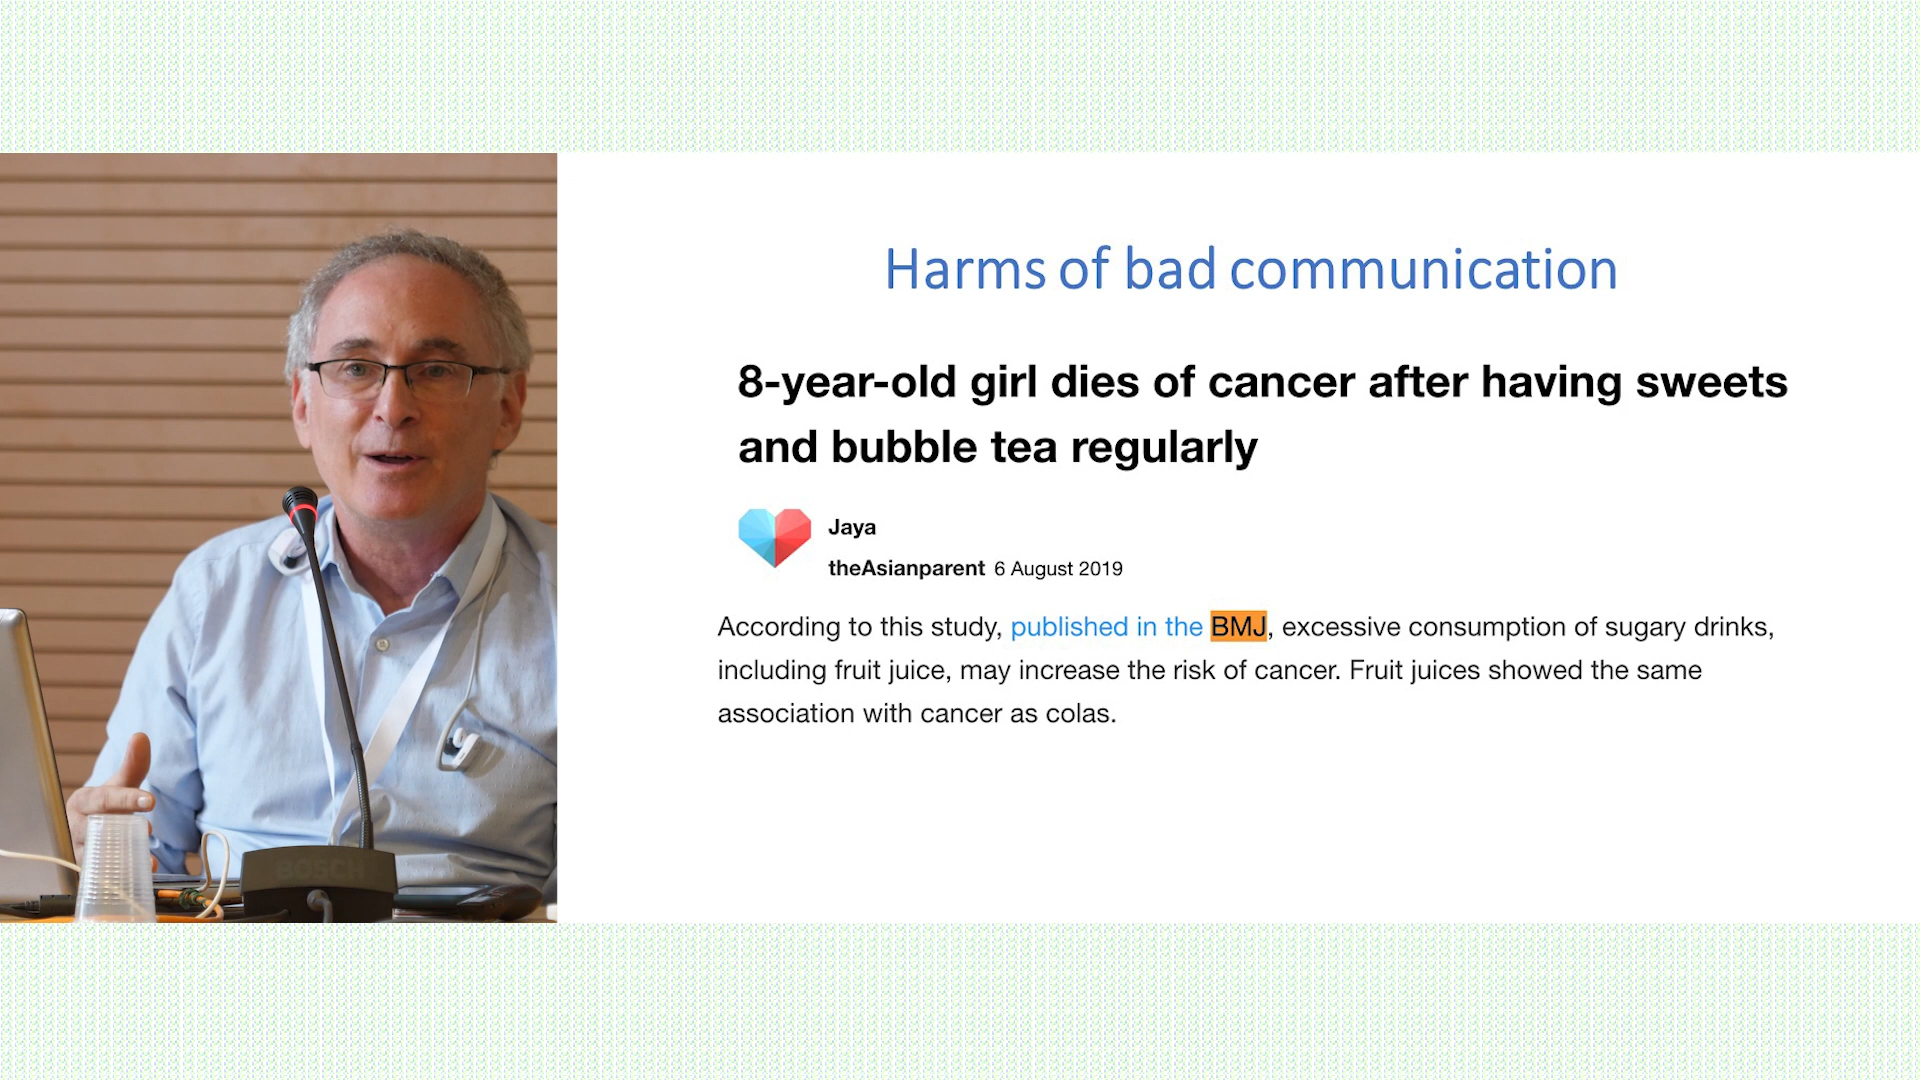 Harms of bad communication
8-year-old girl dies of cancer after having sweets
and bubble tea regularly
Jaya
theAsianparent 6 August 2019
According to this study, published in the BMJ, excessive consumption of sugary drinks,
including fruit juice, may increase the risk of cancer. Fruit juices showed the same
association with cancer as colas.
BOSCH